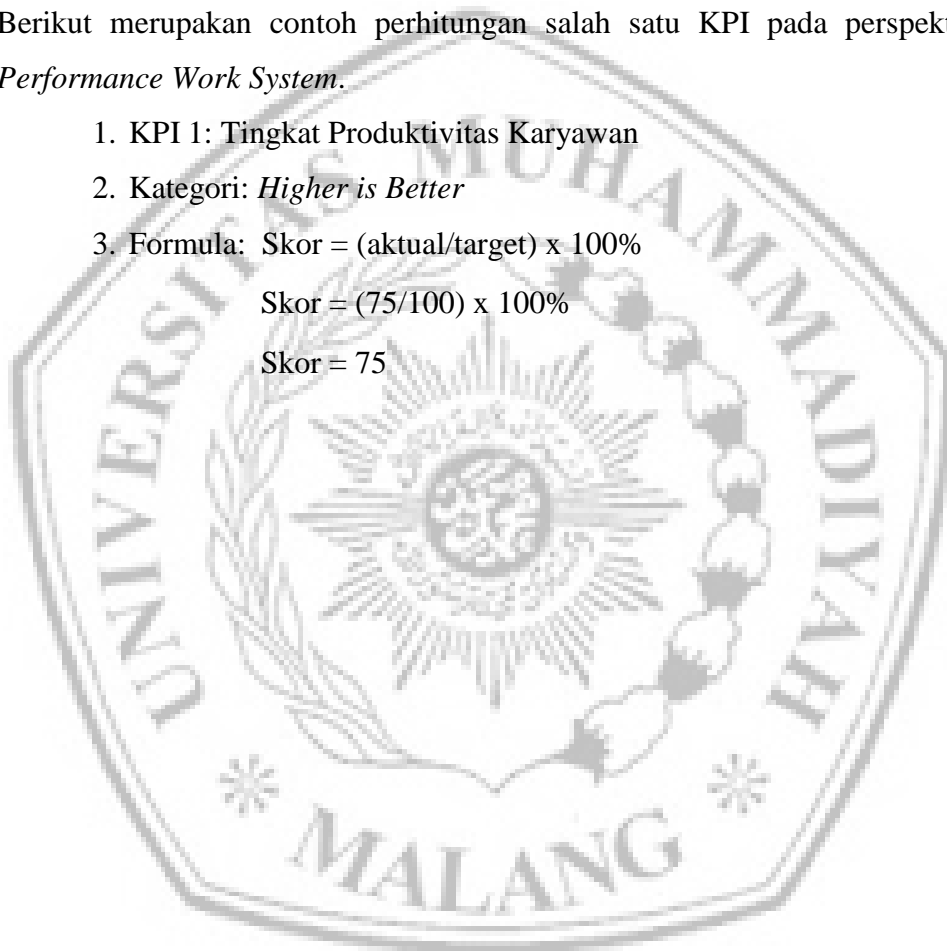 Berikut merupakan contoh perhitungan salah satu KPI pada
Performance Work System.
1. KPI 1: Tingkat Produktivitas Karyawan
2. Kategori: Higher is Better
3. Formula: Skor = (aktual/target) x 100%
Skor = (75/100) x 100%
Skor = 75
UNIVERSITAS MUHAMMADIYAH
MALANG